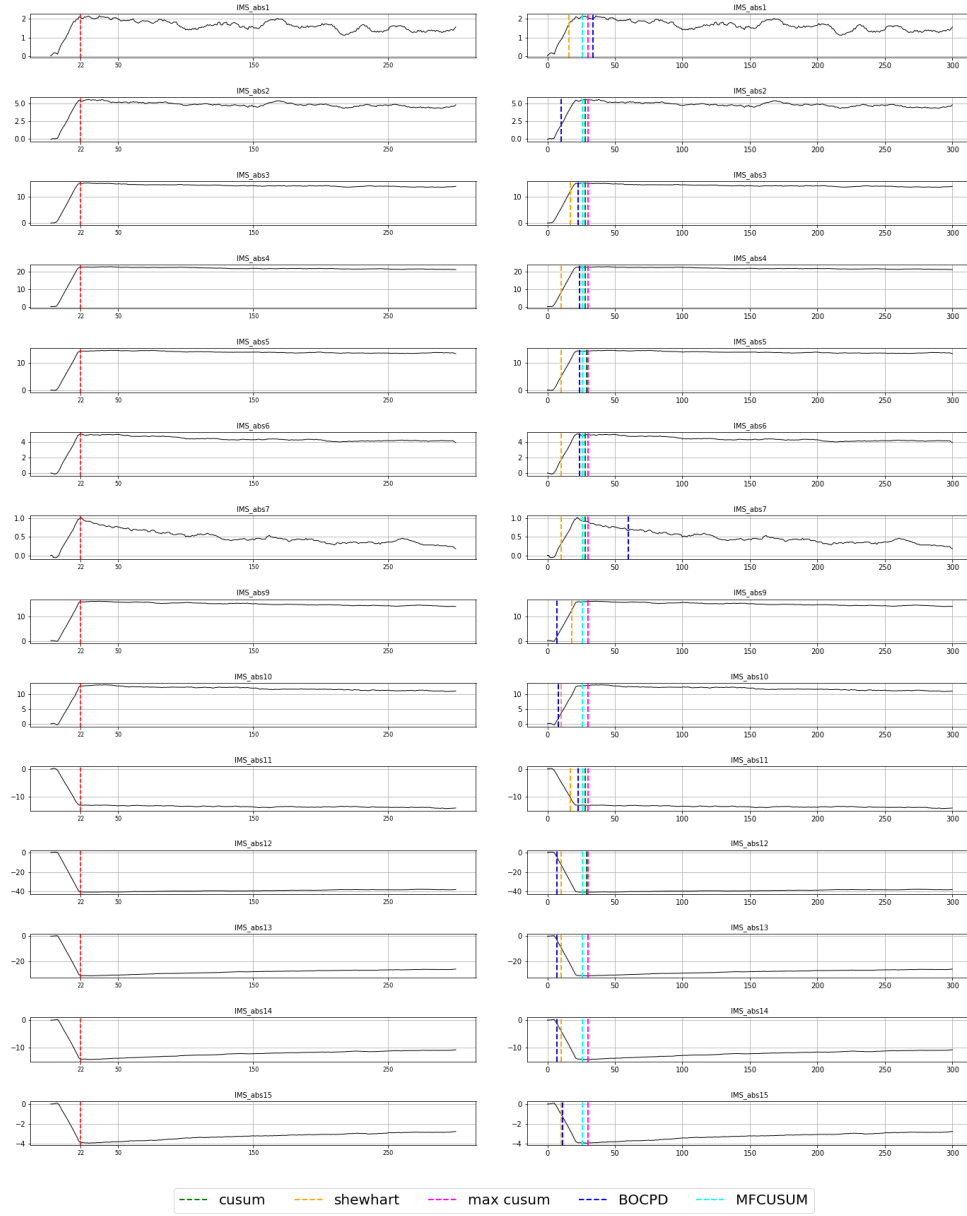 IMS_abs1 IMS_abs1
2 2
1 1
0 0
22 50 150 250 0 50 100 150 200 250 300
IMS_abs2 IMS_abs2
5.0 5.0
2.5 2.5
0.0 0.0
22 50 150 250 0 50 100 150 200 250 300
IMS_abs3 IMS_abs3
10 10
0 0
22 50 150 250 0 50 100 150 200 250 300
IMS_abs4 IMS_abs4
20 20
10 10
0 0
22 50 150 250 0 50 100 150 200 250 300
IMS_abs5 IMS_abs5
10 10
0 0
22 50 150 250 0 50 100 150 200 250 300
IMS_abs6 IMS_abs6
4 4
2 2
0 0
22 50 150 250 0 50 100 150 200 250 300
IMS_abs7 IMS_abs7
1.0 1.0
0.5 0.5
0.0 0.0
22 50 150 250 0 50 100 150 200 250 300
IMS_abs9 IMS_abs9
10 10
0 0
22 50 150 250 0 50 100 150 200 250 300
IMS_abs10 IMS_abs10
10 10
5 5
0 0
22 50 150 250 0 50 100 150 200 250 300
IMS_abs11 IMS_abs11
0 0
−10 −10
22 50 150 250 0 50 100 150 200 250 300
IMS_abs12 IMS_abs12
0 0
−20 −20
−40 −40
22 50 150 250 0 50 100 150 200 250 300
IMS_abs13 IMS_abs13
0 0
−20 −20
22 50 150 250 0 50 100 150 200 250 300
IMS_abs14 IMS_abs14
0 0
−10 −10
22 50 150 250 0 50 100 150 200 250 300
IMS_abs15 IMS_abs15
0 0
−2 −2
−4 −4
22 50 150 250 0 50 100 150 200 250 300
cusum shewhart max cusum BOCPD MFCUSUM